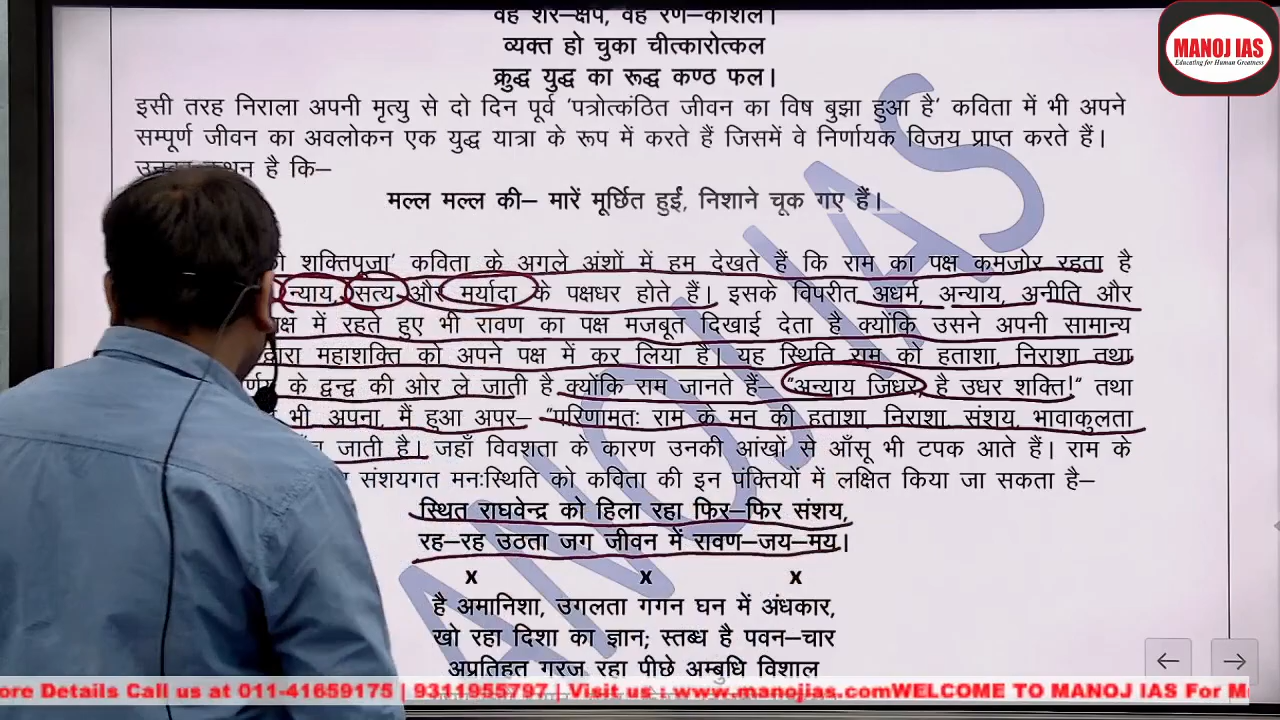 वह शर–क्षेप, वह रण–कौशल।
व्यक्त हो चुका चीत्कारोत्कल
क्रुद्ध युद्ध का रूद्ध कण्ठ फल।
इसी तरह निराला अपनी मृत्यु से दो दिन पूर्व 'पत्रोत्कंठित जीवन का विष बुझा हुआ है' कविता में भी अपने
सम्पूर्ण जीवन का अवलोकन एक युद्ध यात्रा के रूप में करते हैं जिसमें वे निर्णायक विजय प्राप्त करते हैं।
है कि–
मल्ल मल्ल की– मारें मूर्छित हुईं, निशाने चूक गए हैं।
शक्तिपूजा' कविता के अगले अंशों में हम देखते हैं कि राम का पक्ष कमजोर रहता है
न्याय, सत्य और मर्यादा के पक्षधर होते हैं। इसके विपरीत अधर्म, अन्याय, अनीति और
में रहते हुए भी रावण का पक्ष मजबूत दिखाई देता है क्योंकि उसने अपनी सामान्य
द्वारा महाशक्ति को अपने पक्ष में कर लिया है। यह स्थिति राम को हताशा, निराशा तथा
के द्वन्द्व की ओर ले जाती है क्योंकि राम जानते हैं– "अन्याय जिधर, है उधर शक्ति!" तथा
भी अपना, मैं हुआ अपर– "परिणामतः राम के मन की हताशा, निराशा, संशय, भावाकुलता
जाती है। जहाँ विवशता के कारण उनकी आंखों से आँसू भी टपक आते हैं। राम के
संशयगत मनःस्थिति को कविता की इन पंक्तियों में लक्षित किया जा सकता है–
स्थित राघवेन्द्र को हिला रहा फिर–फिर संशय,
रह–रह उठता जग जीवन में रावण–जय–मय।
x x x
है अमानिशा, उगलता गगन घन में अंधकार,
खो रहा दिशा का ज्ञान; स्तब्ध है पवन–चार
अप्रतिहत गरज रहा पीछे अम्बुधि विशाल
MANOJ IAS
Educating for Human Greatness
MANOJ IAS
ore Details Call us at 011-41659175 | 9311955797 | Visit us : www.manojias.comWELCOME TO MANOJ IAS For M